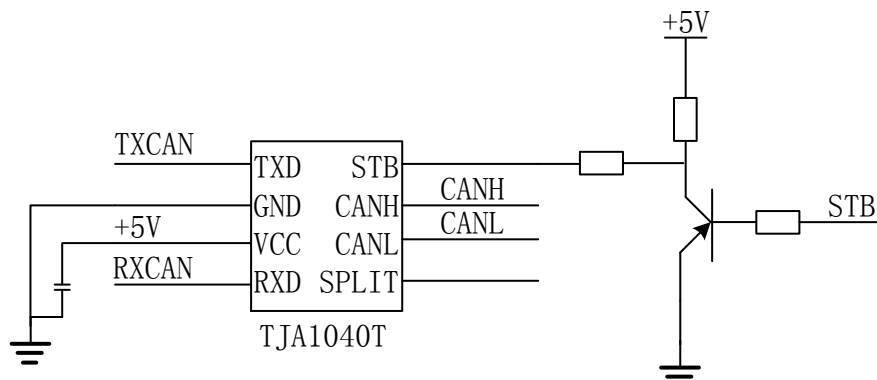 +5V
TXCAN
TXD STB
GND CANH CANH
STB
+5V
VCC CANL CANL
RXCAN
RXD SPLIT
TJA1040T